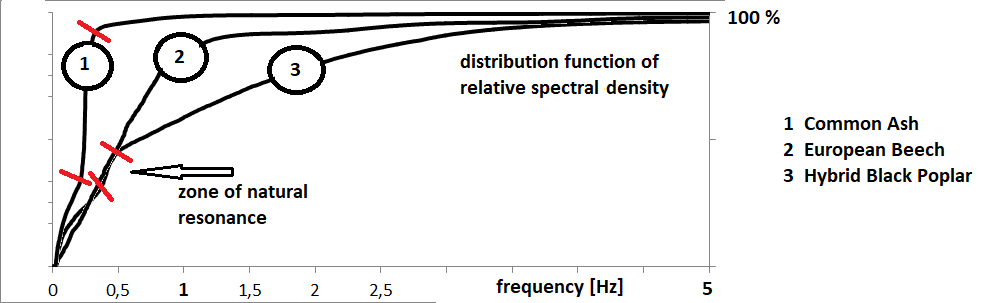 100 %
1
2
3
distribution function of
relative spectral density
1 Common Ash
2 European Beech
3 Hybrid Black Poplar
zone of natural
resonance
0 0,5 1 1,5 2 2,5 frequency [Hz] 5